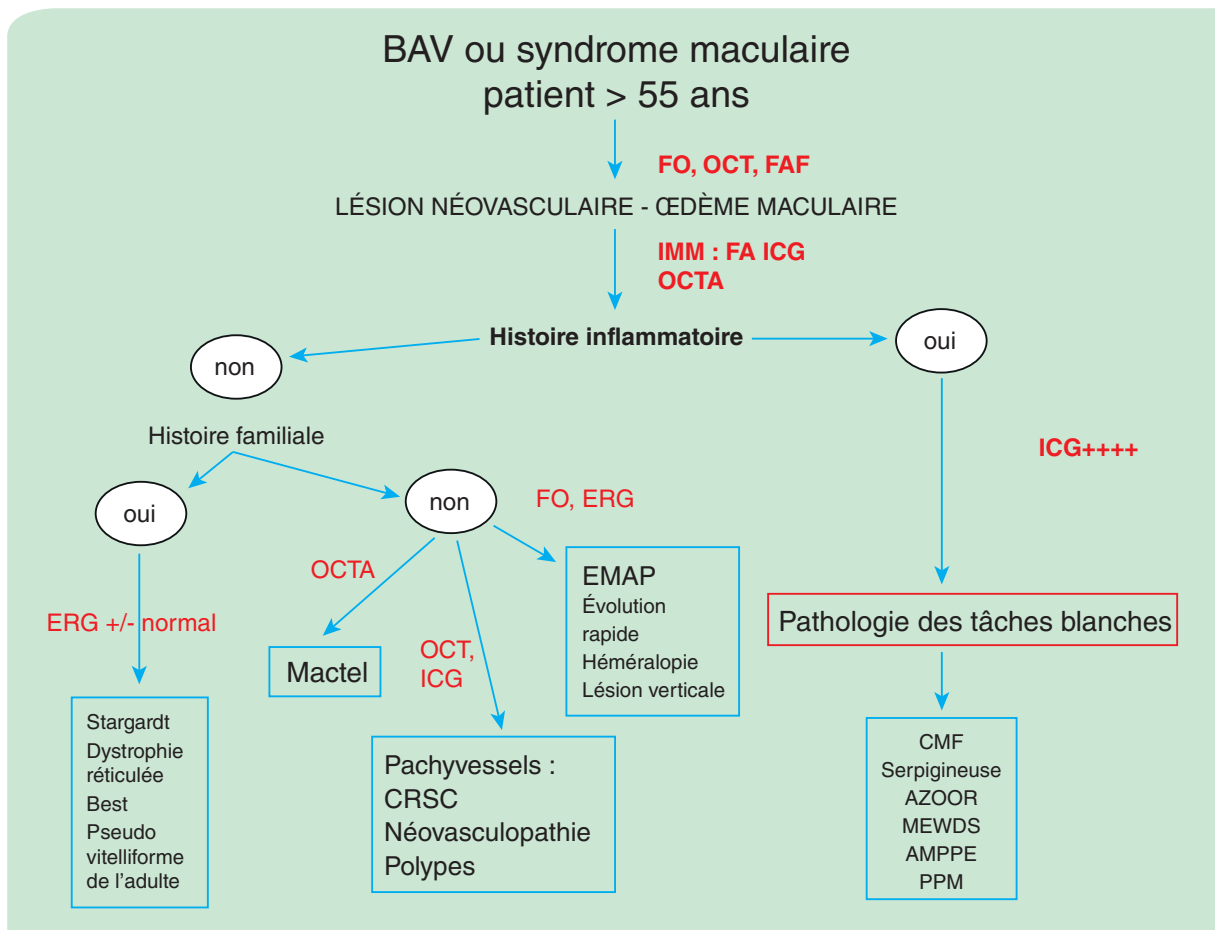 BAV ou syndrome maculaire
patient > 55 ans
FO, OCT, FAF
LÉSION NÉOVASCULAIRE - ŒDÈME MACULAIRE
IMM : FA ICG
OCTA
Histoire inflammatoire
non
oui
Histoire familiale
ICG++++
oui
non
FO, ERG
OCTA
EMAP
Évolution
rapide
Héméralopie
Lésion verticale
ERG +/- normal
Mactel
OCT,
ICG
Pathologie des tâches blanches
Stargardt
Dystrophie
réticulée
Best
Pseudo
vitelliforme
de l'adulte
Pachyvessels :
CRSC
Néovasculopathie
Polypes
CMF
Serpigineuse
AZOOR
MEWDS
AMPPE
PPM